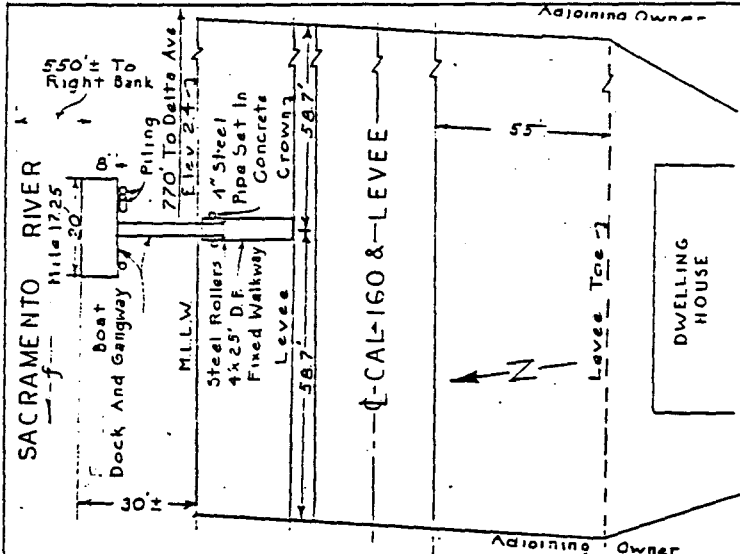 Adjoining Owner
550'± To
Right Bank
SACRAMENTO RIVER
Mile 17.25
20'
8'
Piling
770' To Delta Ave
Elev 2.4
M.L.L.W.
Boat
Dock And Gangway
30'±
4" Steel
Pipe Set In
Concrete
Steel Rollers
4'x25' D.F.
Fixed Walkway
Levee Crown
58.7'
58.7'
℄-CAL-160 &-LEVEE
55'
N
Levee Toe
DWELLING
HOUSE
Adjoining Owner